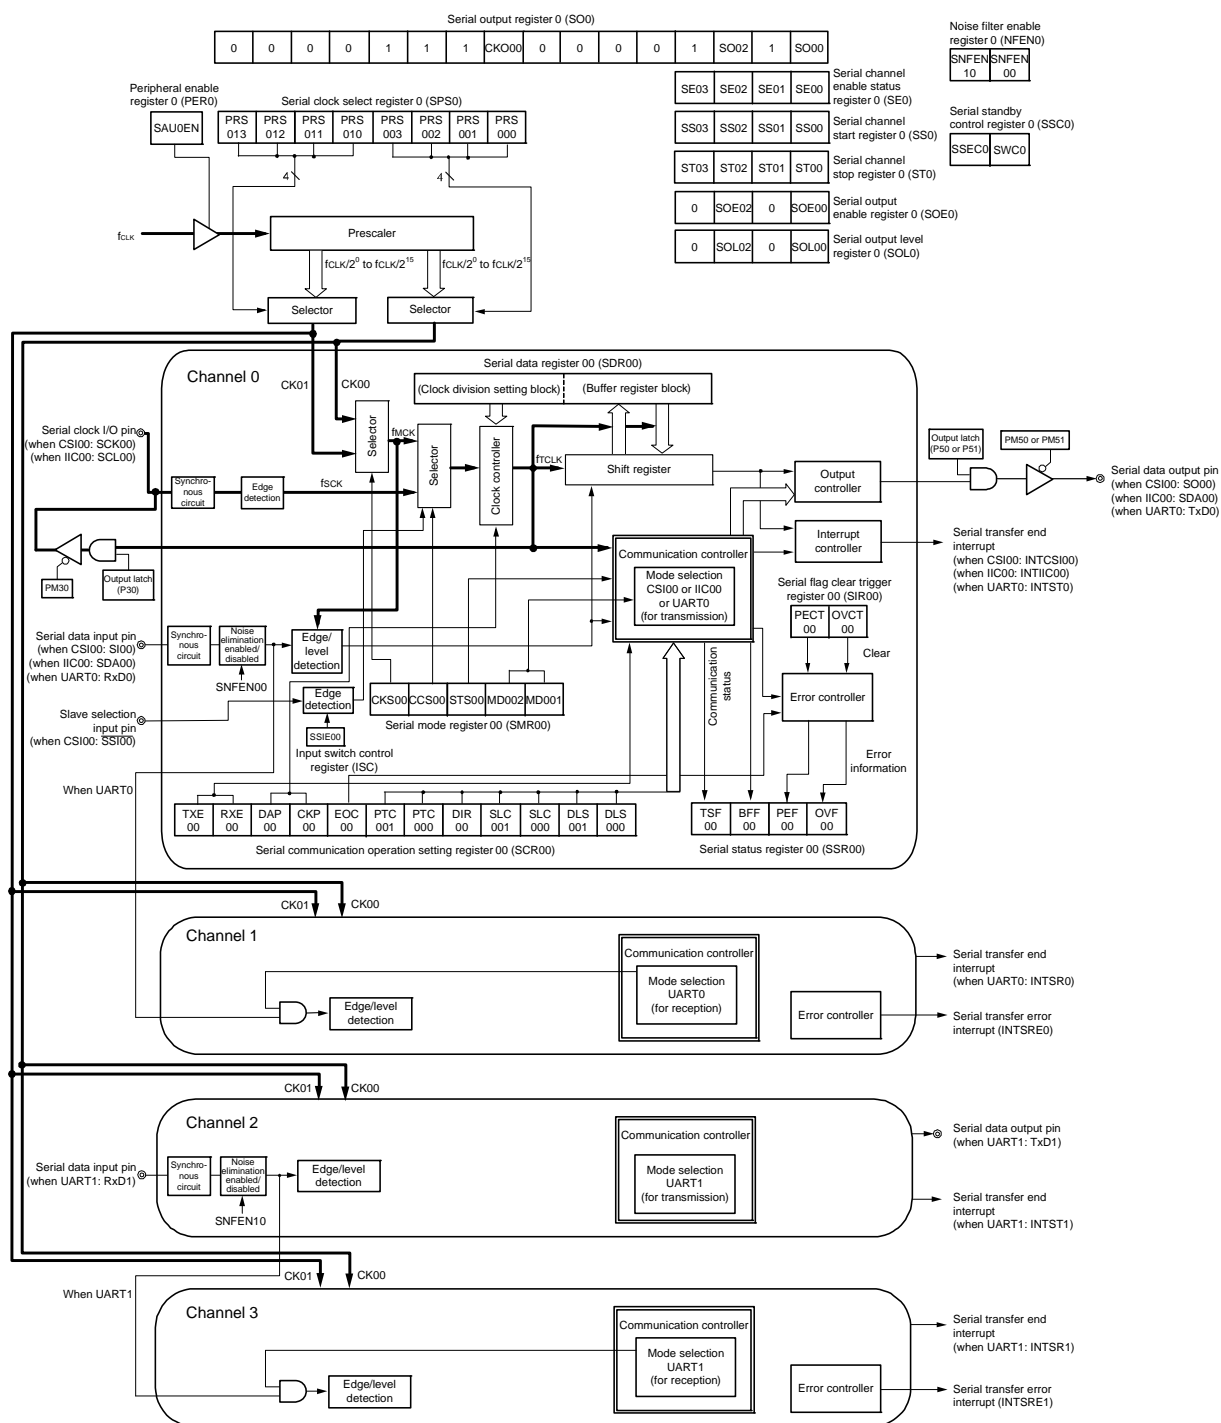 Serial output register 0 (SO0)
0 0 0 0 1 1 1 CKO00 0 0 0 0 1 SO02 1 SO00
Noise filter enable
register 0 (NFEN0)
SNFEN
10
SNFEN
00
Peripheral enable
register 0 (PER0)
SAU0EN
Serial clock select register 0 (SPS0)
PRS
013
PRS
012
PRS
011
PRS
010
PRS
003
PRS
002
PRS
001
PRS
000
4
4
SE03 SE02 SE01 SE00
Serial channel
enable status
register 0 (SE0)
SS03 SS02 SS01 SS00
Serial channel
start register 0 (SS0)
ST03 ST02 ST01 ST00
Serial channel
stop register 0 (ST0)
0 SOE02 0 SOE00
Serial output
enable register 0 (SOE0)
0 SOL02 0 SOL00
Serial output level
register 0 (SOL0)
Serial standby
control register 0 (SSC0)
SSEC0 SWC0
fCLK
Prescaler
fCLK/2⁰ to fCLK/2¹⁵
fCLK/2⁰ to fCLK/2¹⁵
Selector
Selector
Channel 0
CK01
CK00
Serial data register 00 (SDR00)
(Clock division setting block)
(Buffer register block)
Selector
fMCK
Selector
Clock controller
fTCLK
Shift register
Output
controller
Output latch
(P50 or P51)
PM50 or PM51
Serial data output pin
(when CSI00: SO00)
(when IIC00: SDA00)
(when UART0: TxD0)
Serial clock I/O pin
(when CSI00: SCK00)
(when IIC00: SCL00)
Synchro-
nous
circuit
Edge
detection
fSCK
PM30
Output latch
(P30)
Communication controller
Mode selection
CSI00 or IIC00
or UART0
(for transmission)
Interrupt
controller
Serial transfer end
interrupt
(when CSI00: INTCSI00)
(when IIC00: INTIIC00)
(when UART0: INTST0)
Serial flag clear trigger
register 00 (SIR00)
PECT
00
OVCT
00
Clear
Serial data input pin
(when CSI00: SI00)
(when IIC00: SDA00)
(when UART0: RxD0)
Synchro-
nous
circuit
Noise
elimination
enabled/
disabled
SNFEN00
Edge/
level
detection
Slave selection
input pin
(when CSI00: SSI00)
Edge
detection
SSIE00
Input switch control
register (ISC)
CKS00 CCS00 STS00 MD002 MD001
Serial mode register 00 (SMR00)
Communication
status
Error controller
Error
information
When UART0
TXE
00
RXE
00
DAP
00
CKP
00
EOC
00
PTC
001
PTC
000
DIR
00
SLC
001
SLC
000
DLS
001
DLS
000
Serial communication operation setting register 00 (SCR00)
TSF
00
BFF
00
PEF
00
OVF
00
Serial status register 00 (SSR00)
CK01
CK00
Channel 1
Communication controller
Mode selection
UART0
(for reception)
Edge/level
detection
Error controller
Serial transfer end
interrupt
(when UART0: INTSR0)
Serial transfer error
interrupt (INTSRE0)
CK01
CK00
Channel 2
Communication controller
Mode selection
UART1
(for transmission)
Serial data input pin
(when UART1: RxD1)
Synchro-
nous
circuit
Noise
elimination
enabled/
disabled
SNFEN10
Edge/level
detection
Serial data output pin
(when UART1: TxD1)
Serial transfer end
interrupt
(when UART1: INTST1)
CK01
CK00
When UART1
Channel 3
Communication controller
Mode selection
UART1
(for reception)
Edge/level
detection
Error controller
Serial transfer end
interrupt
(when UART1: INTSR1)
Serial transfer error
interrupt (INTSRE1)